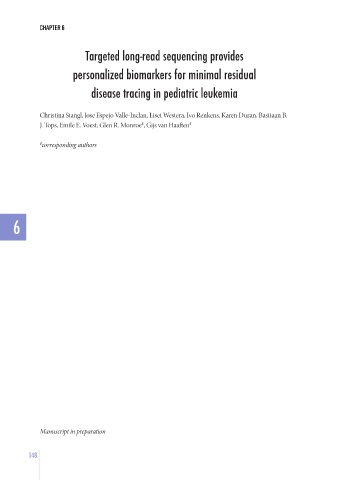 CHAPTER 6
Targeted long-read sequencing provides
personalized biomarkers for minimal residual
disease tracing in pediatric leukemia
Christina Stangl, Jose Espejo Valle-Inclan, Liset Westera, Ivo Renkens, Karen Duran, Bastiaan B.
J. Tops, Emile E. Voest, Glen R. Monroe§, Gijs van Haaften§
§corresponding authors
6
Manuscript in preparation
148